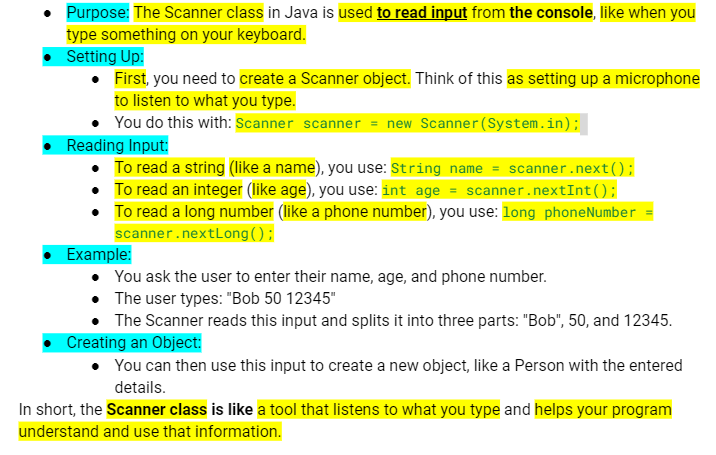 ● Purpose: The Scanner class in Java is used to read input from the console, like when you
type something on your keyboard.
● Setting Up:
● First, you need to create a Scanner object. Think of this as setting up a microphone
to listen to what you type.
● You do this with: Scanner scanner = new Scanner(System.in);
● Reading Input:
● To read a string (like a name), you use: String name = scanner.next();
● To read an integer (like age), you use: int age = scanner.nextInt();
● To read a long number (like a phone number), you use: long phoneNumber =
scanner.nextLong();
● Example:
● You ask the user to enter their name, age, and phone number.
● The user types: "Bob 50 12345"
● The Scanner reads this input and splits it into three parts: "Bob", 50, and 12345.
● Creating an Object:
● You can then use this input to create a new object, like a Person with the entered
details.
In short, the Scanner class is like a tool that listens to what you type and helps your program
understand and use that information.